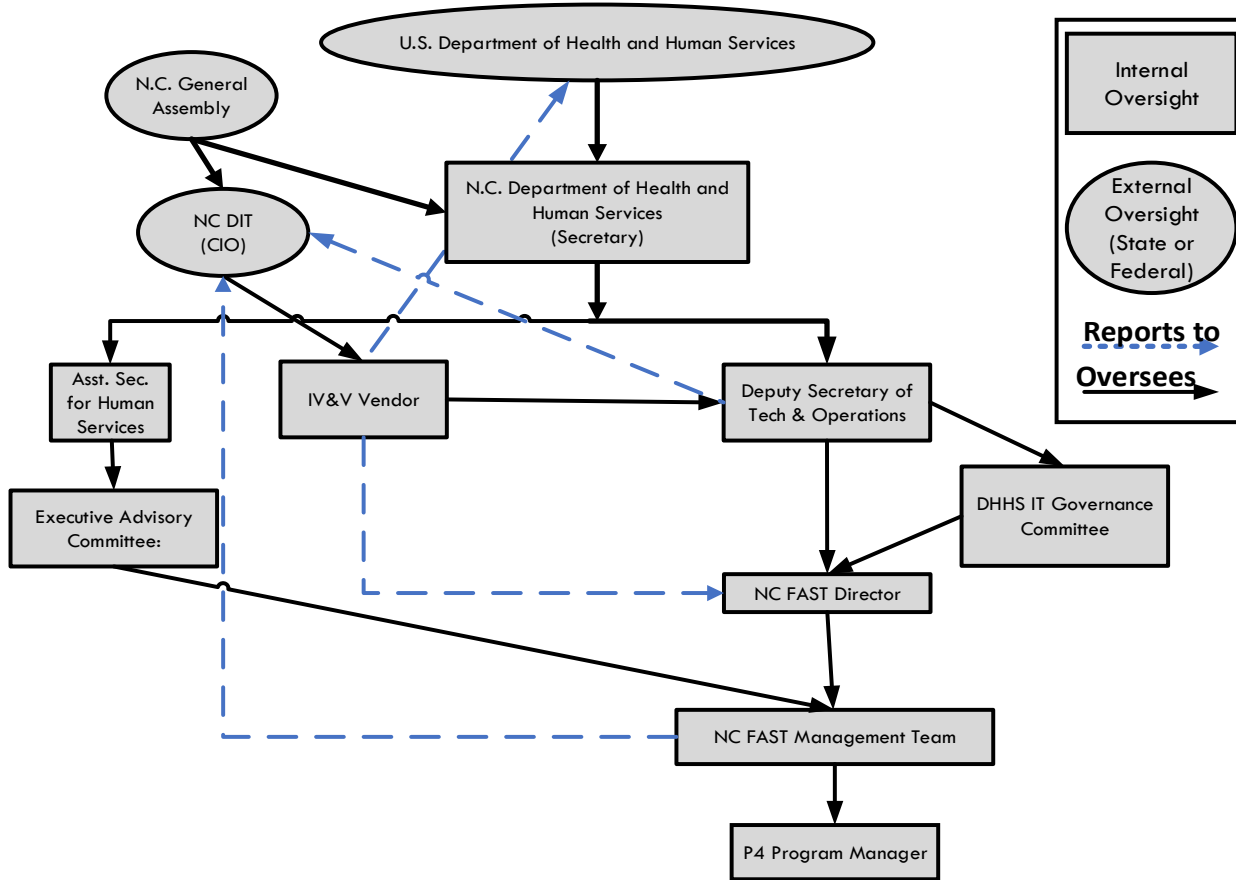 U.S. Department of Health and Human Services
N.C. General
Assembly
N.C. Department of Health and
Human Services
(Secretary)
NC DIT
(CIO)
Asst. Sec.
for Human
Services
IV&V Vendor
Deputy Secretary of
Tech & Operations
Executive Advisory
Committee:
DHHS IT Governance
Committee
NC FAST Director
NC FAST Management Team
P4 Program Manager
Internal
Oversight
External
Oversight
(State or
Federal)
Reports to
Oversees